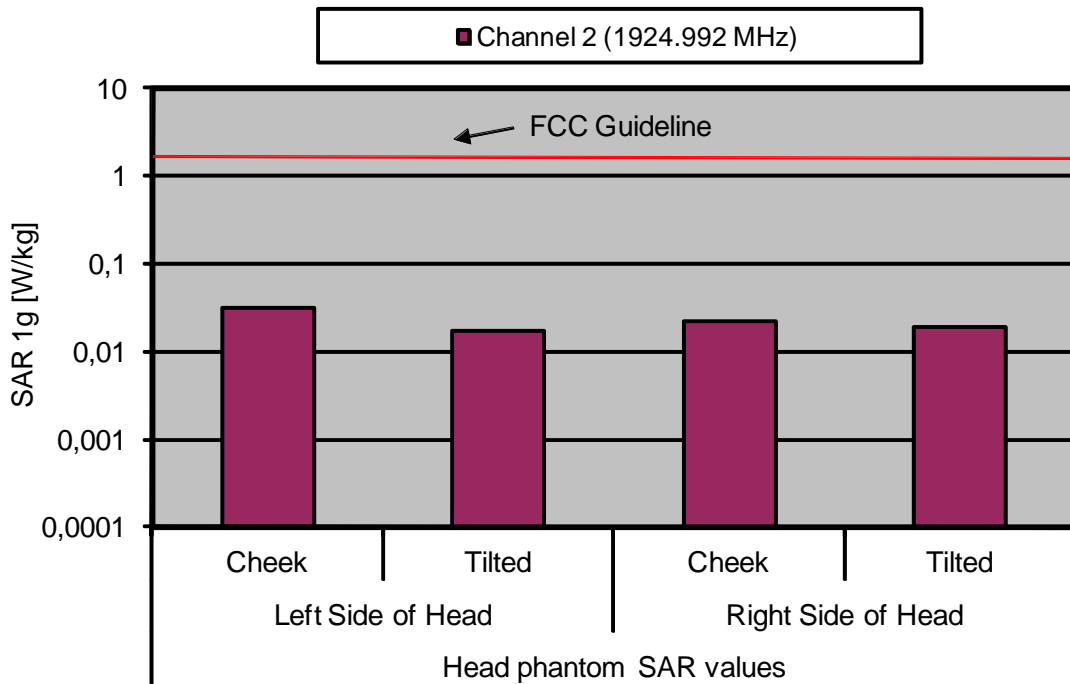 Channel 2 (1924.992 MHz)
10
FCC Guideline
1
0,1
0,01
0,001
0,0001
SAR 1g [W/kg]
Cheek Tilted Cheek Tilted
Left Side of Head Right Side of Head
Head phantom SAR values